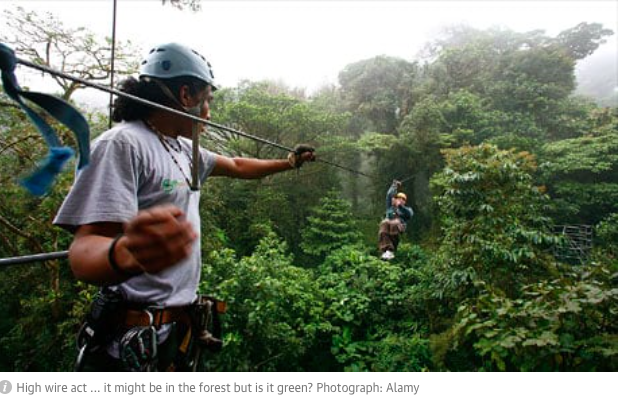 High wire act ... it might be in the forest but is it green? Photograph: Alamy